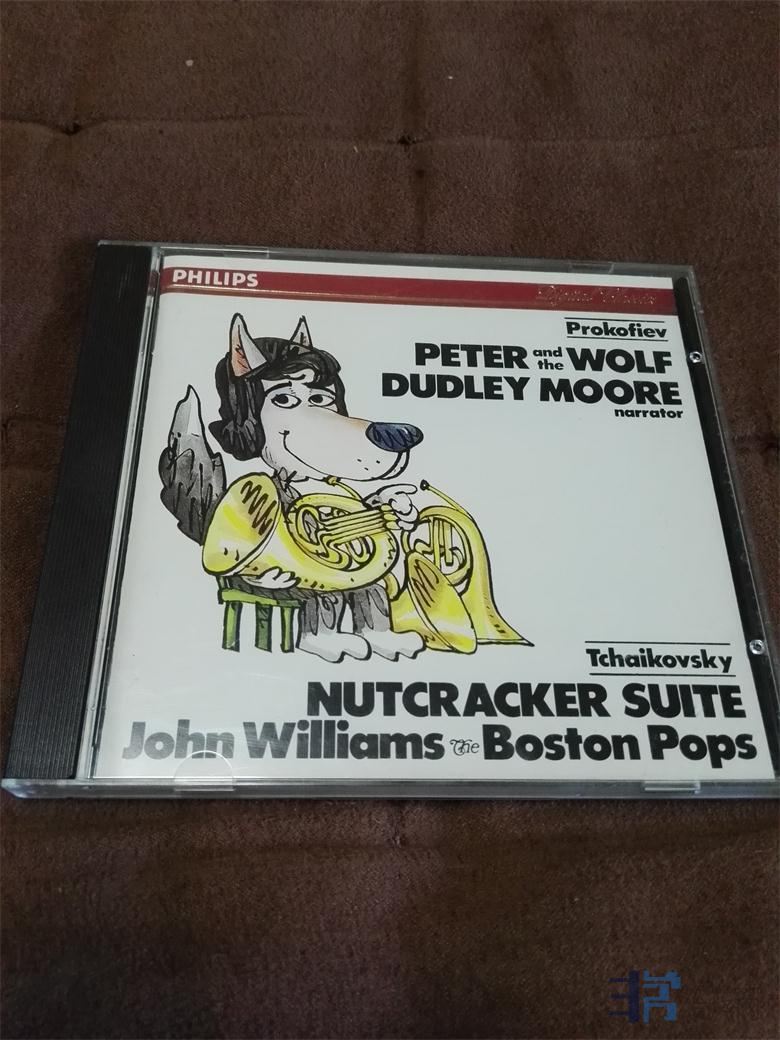 PHILIPS
Digital Classics
Prokofiev
PETER and the WOLF
DUDLEY MOORE
narrator
Tchaikovsky
NUTCRACKER SUITE
John Williams The Boston Pops